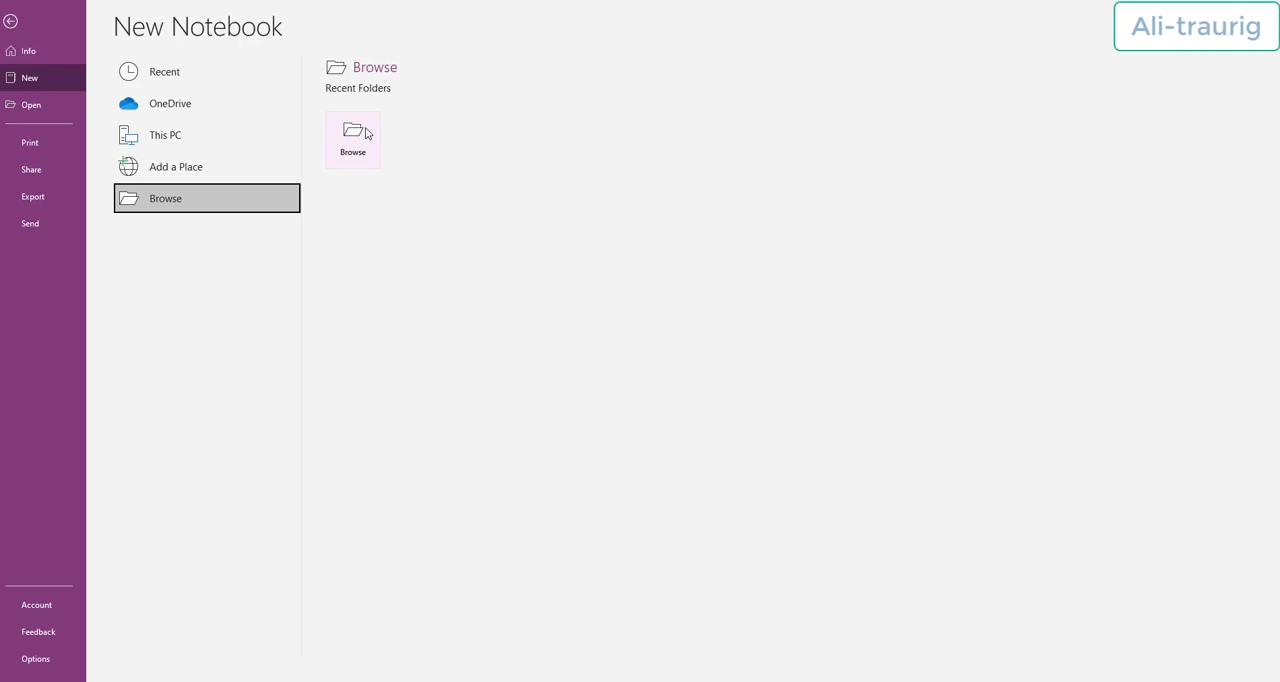 Info
New
Open
Print
Share
Export
Send
Account
Feedback
Options
New Notebook
Recent
OneDrive
This PC
Add a Place
Browse
Browse
Recent Folders
Browse
Ali-traurig